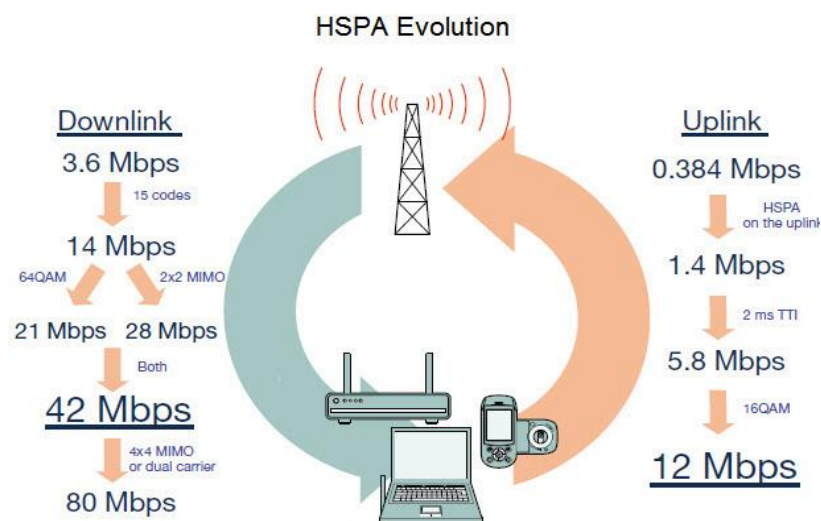 HSPA Evolution
Downlink
3.6 Mbps
15 codes
14 Mbps
64QAM
2x2 MIMO
21 Mbps
28 Mbps
Both
42 Mbps
4x4 MIMO
or dual carrier
80 Mbps
Uplink
0.384 Mbps
HSPA
on the uplink
1.4 Mbps
2 ms TTI
5.8 Mbps
16QAM
12 Mbps